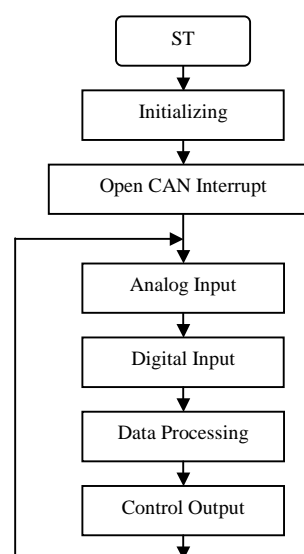 ST
Initializing
Open CAN Interrupt
Analog Input
Digital Input
Data Processing
Control Output